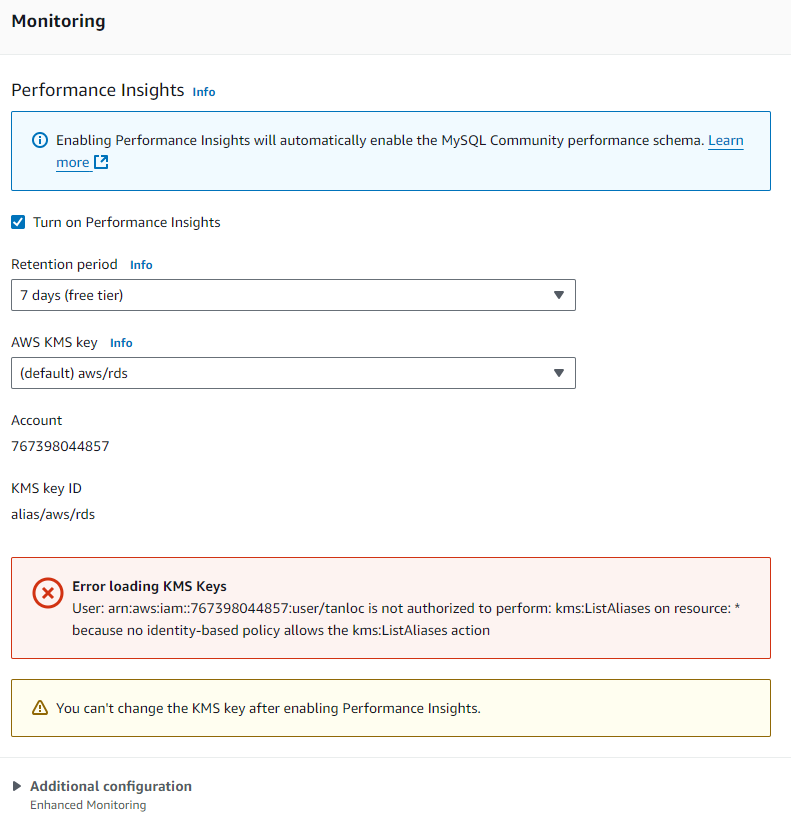 Monitoring
Performance Insights Info
Enabling Performance Insights will automatically enable the MySQL Community performance schema. Learn
more
Turn on Performance Insights
Retention period Info
7 days (free tier)
AWS KMS key Info
(default) aws/rds
Account
767398044857
KMS key ID
alias/aws/rds
Error loading KMS Keys
User: arn:aws:iam::767398044857:user/tanloc is not authorized to perform: kms:ListAliases on resource: *
because no identity-based policy allows the kms:ListAliases action
You can't change the KMS key after enabling Performance Insights.
Additional configuration
Enhanced Monitoring